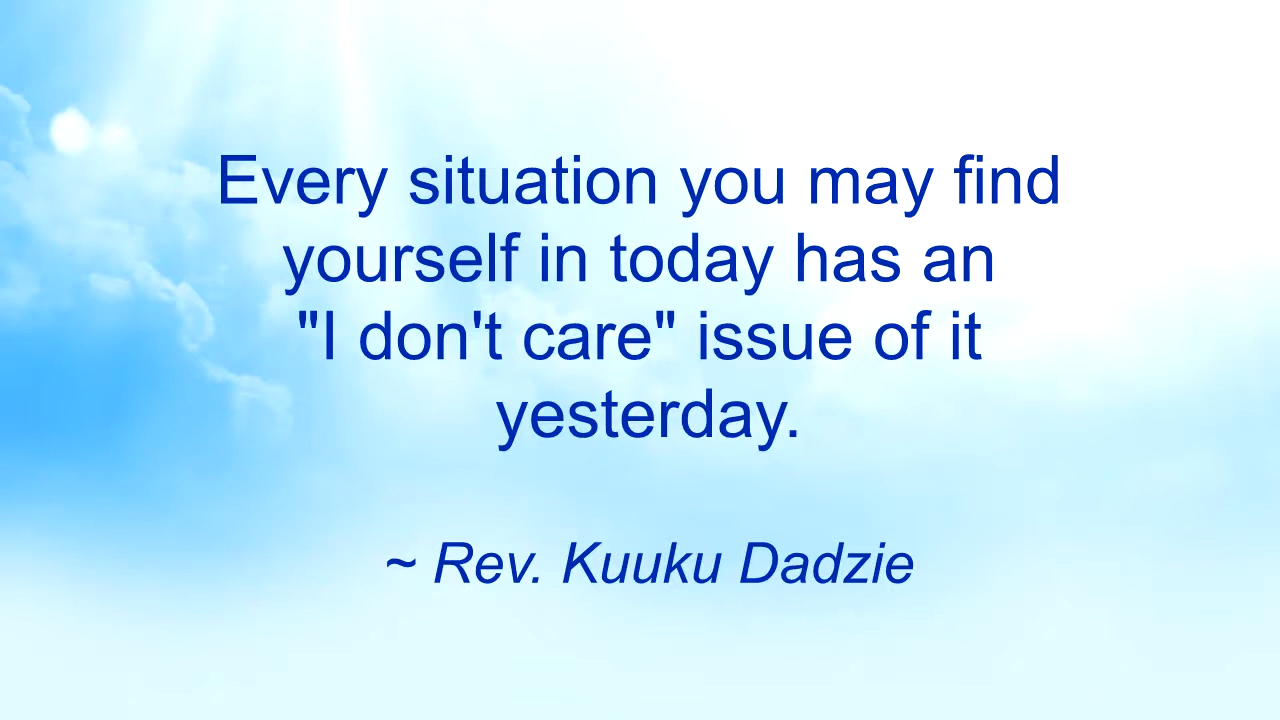 Every situation you may find
yourself in today has an
"I don't care" issue of it
yesterday.
~ Rev. Kuuku Dadzie